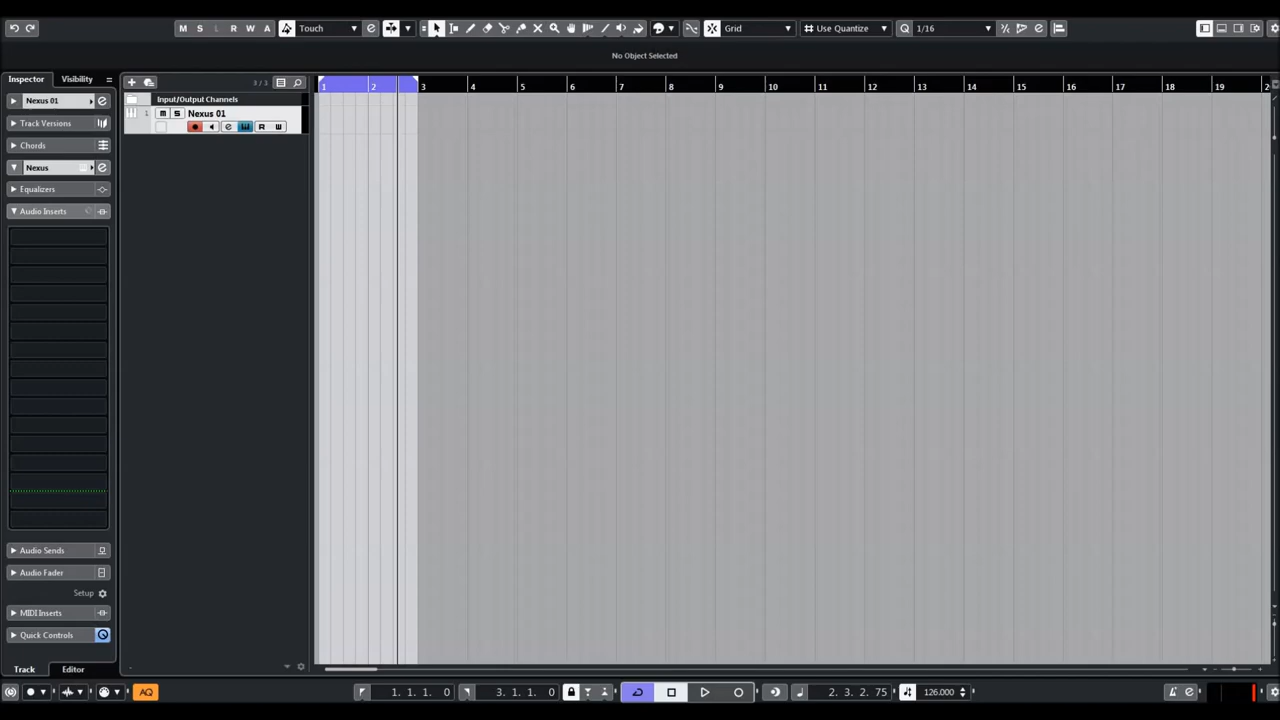 M S L R W A Touch Grid Use Quantize Q 1/16
No Object Selected
Inspector Visibility
3 / 3
1 2 3 4 5 6 7 8 9 10 11 12 13 14 15 16 17 18 19
Nexus 01
Input/Output Channels
1 M S Nexus 01
R W
Track Versions
Chords
Nexus
Equalizers
Audio Inserts
Audio Sends
Audio Fader
Setup
MIDI Inserts
Quick Controls
Track Editor
AQ 1. 1. 1. 0 3. 1. 1. 0 2. 3. 2. 75 126.000